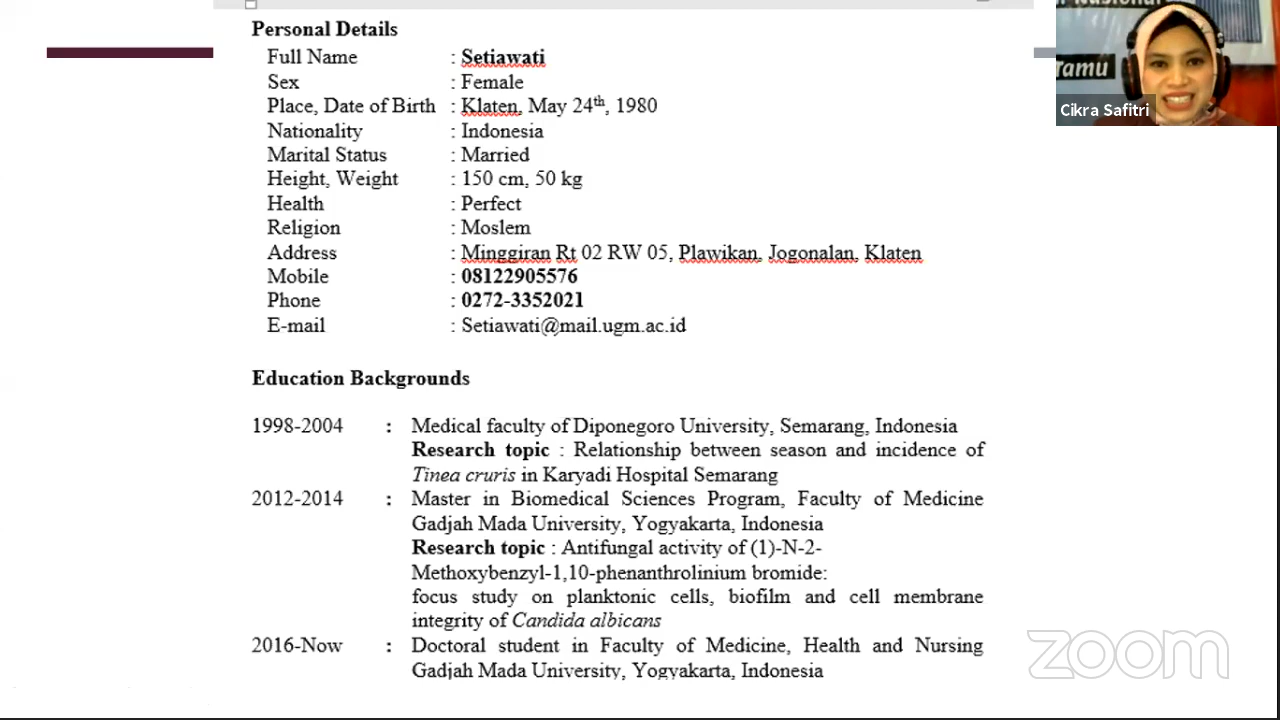 Personal Details
Full Name : Setiawati
Sex : Female
Place, Date of Birth : Klaten, May 24th, 1980
Nationality : Indonesia
Marital Status : Married
Height, Weight : 150 cm, 50 kg
Health : Perfect
Religion : Moslem
Address : Minggiran Rt 02 RW 05, Plawikan, Jogonalan, Klaten
Mobile : 08122905576
Phone : 0272-3352021
E-mail : Setiawati@mail.ugm.ac.id
Education Backgrounds
1998-2004 : Medical faculty of Diponegoro University, Semarang, Indonesia
Research topic : Relationship between season and incidence of
Tinea cruris in Karyadi Hospital Semarang
2012-2014 : Master in Biomedical Sciences Program, Faculty of Medicine
Gadjah Mada University, Yogyakarta, Indonesia
Research topic : Antifungal activity of (1)-N-2-
Methoxybenzyl-1,10-phenanthrolinium bromide:
focus study on planktonic cells, biofilm and cell membrane
integrity of Candida albicans
2016-Now : Doctoral student in Faculty of Medicine, Health and Nursing
Gadjah Mada University, Yogyakarta, Indonesia
Nasional
ramu
Cikra Safitri
zoom